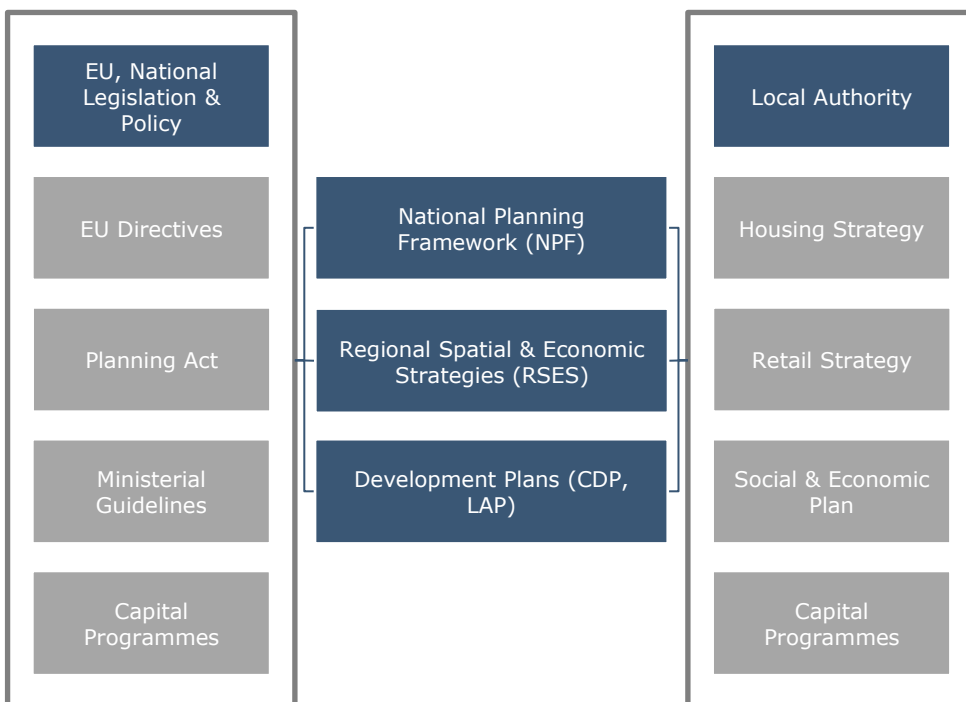 EU, National
Legislation &
Policy
EU Directives
Planning Act
Ministerial
Guidelines
Capital
Programmes
National Planning
Framework (NPF)
Regional Spatial & Economic
Strategies (RSES)
Development Plans (CDP,
LAP)
Local Authority
Housing Strategy
Retail Strategy
Social & Economic
Plan
Capital
Programmes